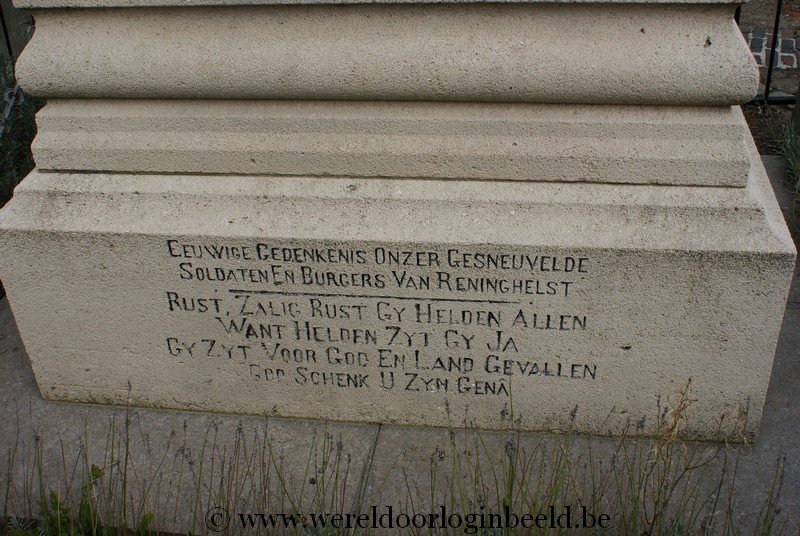 Eeuwige Gedenkenis Onzer Gesneuvelde
Soldaten En Burgers Van Reninghelst
Rust, Zalig Rust Gy Helden Allen
Want Helden Zyt Gy Ja
Gy Zyt Voor God En Land Gevallen
God Schenk U Zyn Genâ
© www.wereldoorloginbeeld.be